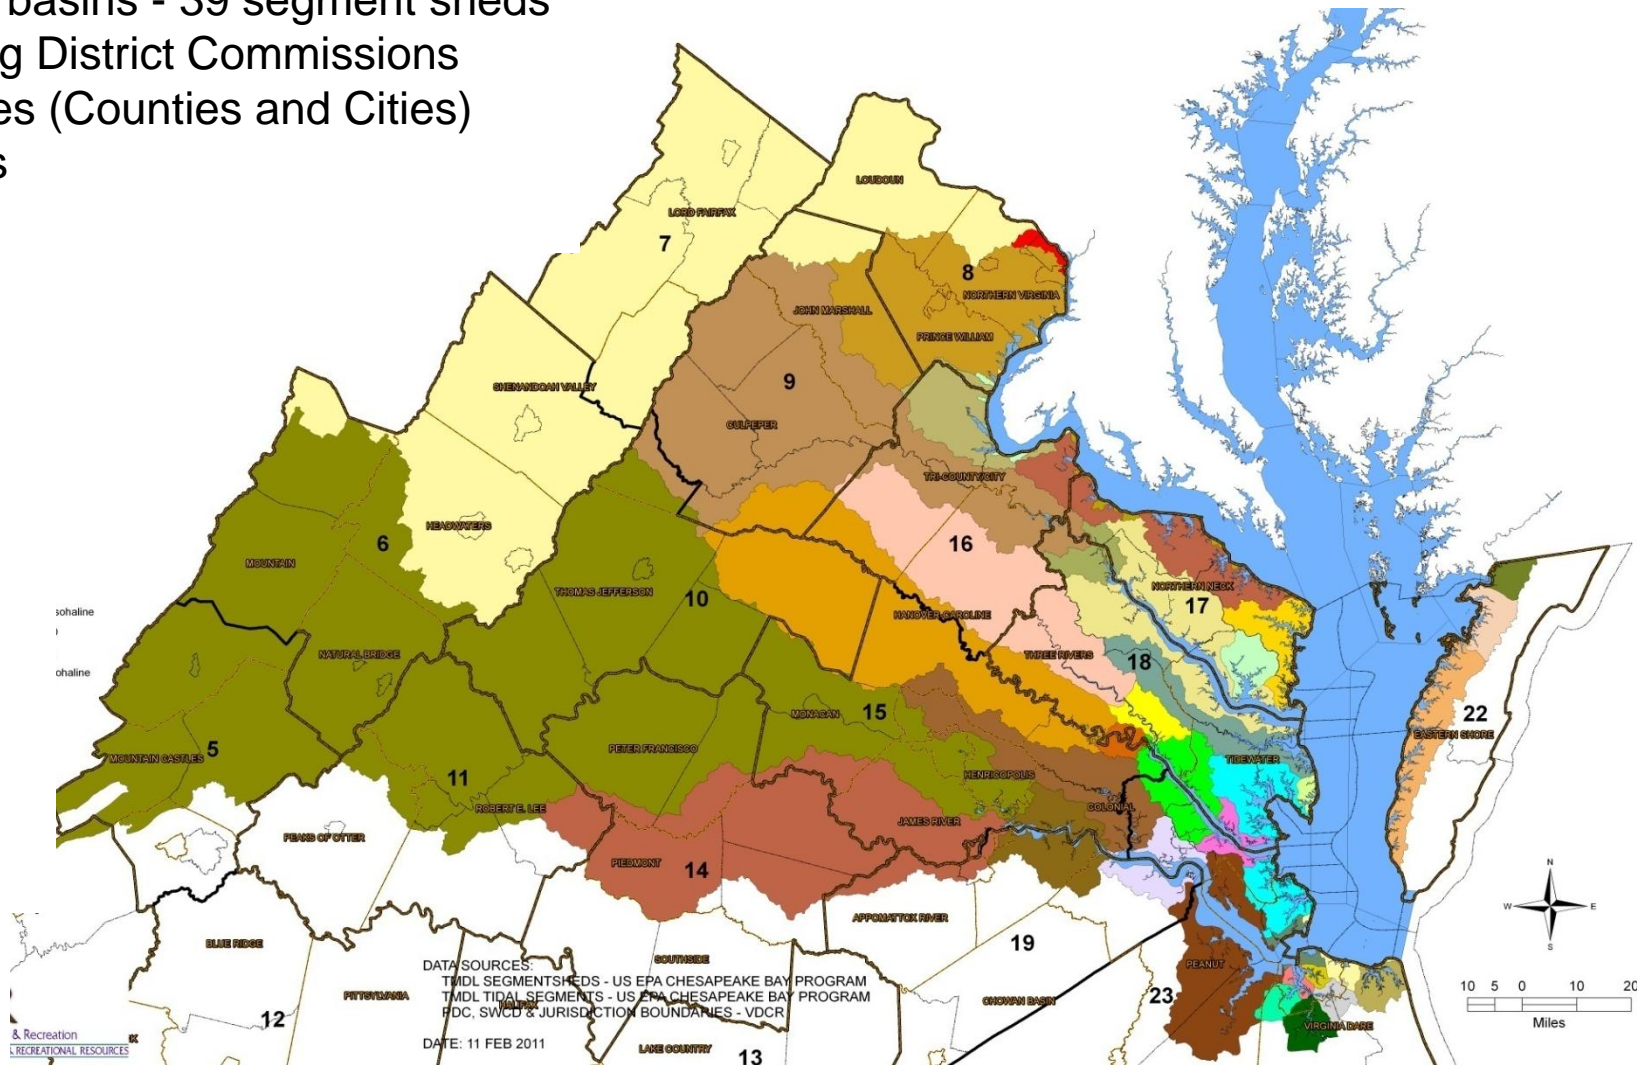 basins - 39 segment sheds
g District Commissions
es (Counties and Cities)
s
LOUDOUN
LORD FAIRFAX
7
8
NORTHERN VIRGINIA
JOHN MARSHALL
PRINCE WILLIAM
9
SHENANDOAH VALLEY
CULPEPER
TRI-COUNTY/CITY
HEADWATERS
6
16
MOUNTAIN
THOMAS JEFFERSON
10
NORTHERN NECK
17
HANOVER-CAROLINE
sohaline
NATURAL BRIDGE
THREE RIVERS
18
ohaline
MONACAN
15
22
EASTERN SHORE
5
MOUNTAIN CASTLES
PETER FRANCISCO
TIDEWATER
11
HENRICOPOLIS
ROBERT E. LEE
COLONIAL
JAMES RIVER
PEAKS OF OTTER
PIEDMONT
14
N
W
E
S
APPOMATTOX RIVER
BLUE RIDGE
19
SOUTHSIDE
PEANUT
DATA SOURCES:
TMDL SEGMENTSHEDS - US EPA CHESAPEAKE BAY PROGRAM
TMDL TIDAL SEGMENTS - US EPA CHESAPEAKE BAY PROGRAM
PDC, SWCD & JURISDICTION BOUNDARIES - VDCR
PITTSYLVANIA
HALIFAX
CHOWAN BASIN
23
10 5 0 10 20
Miles
12
VIRGINIA DARE
& Recreation
& RECREATIONAL RESOURCES
DATE: 11 FEB 2011
LAKE COUNTRY
13